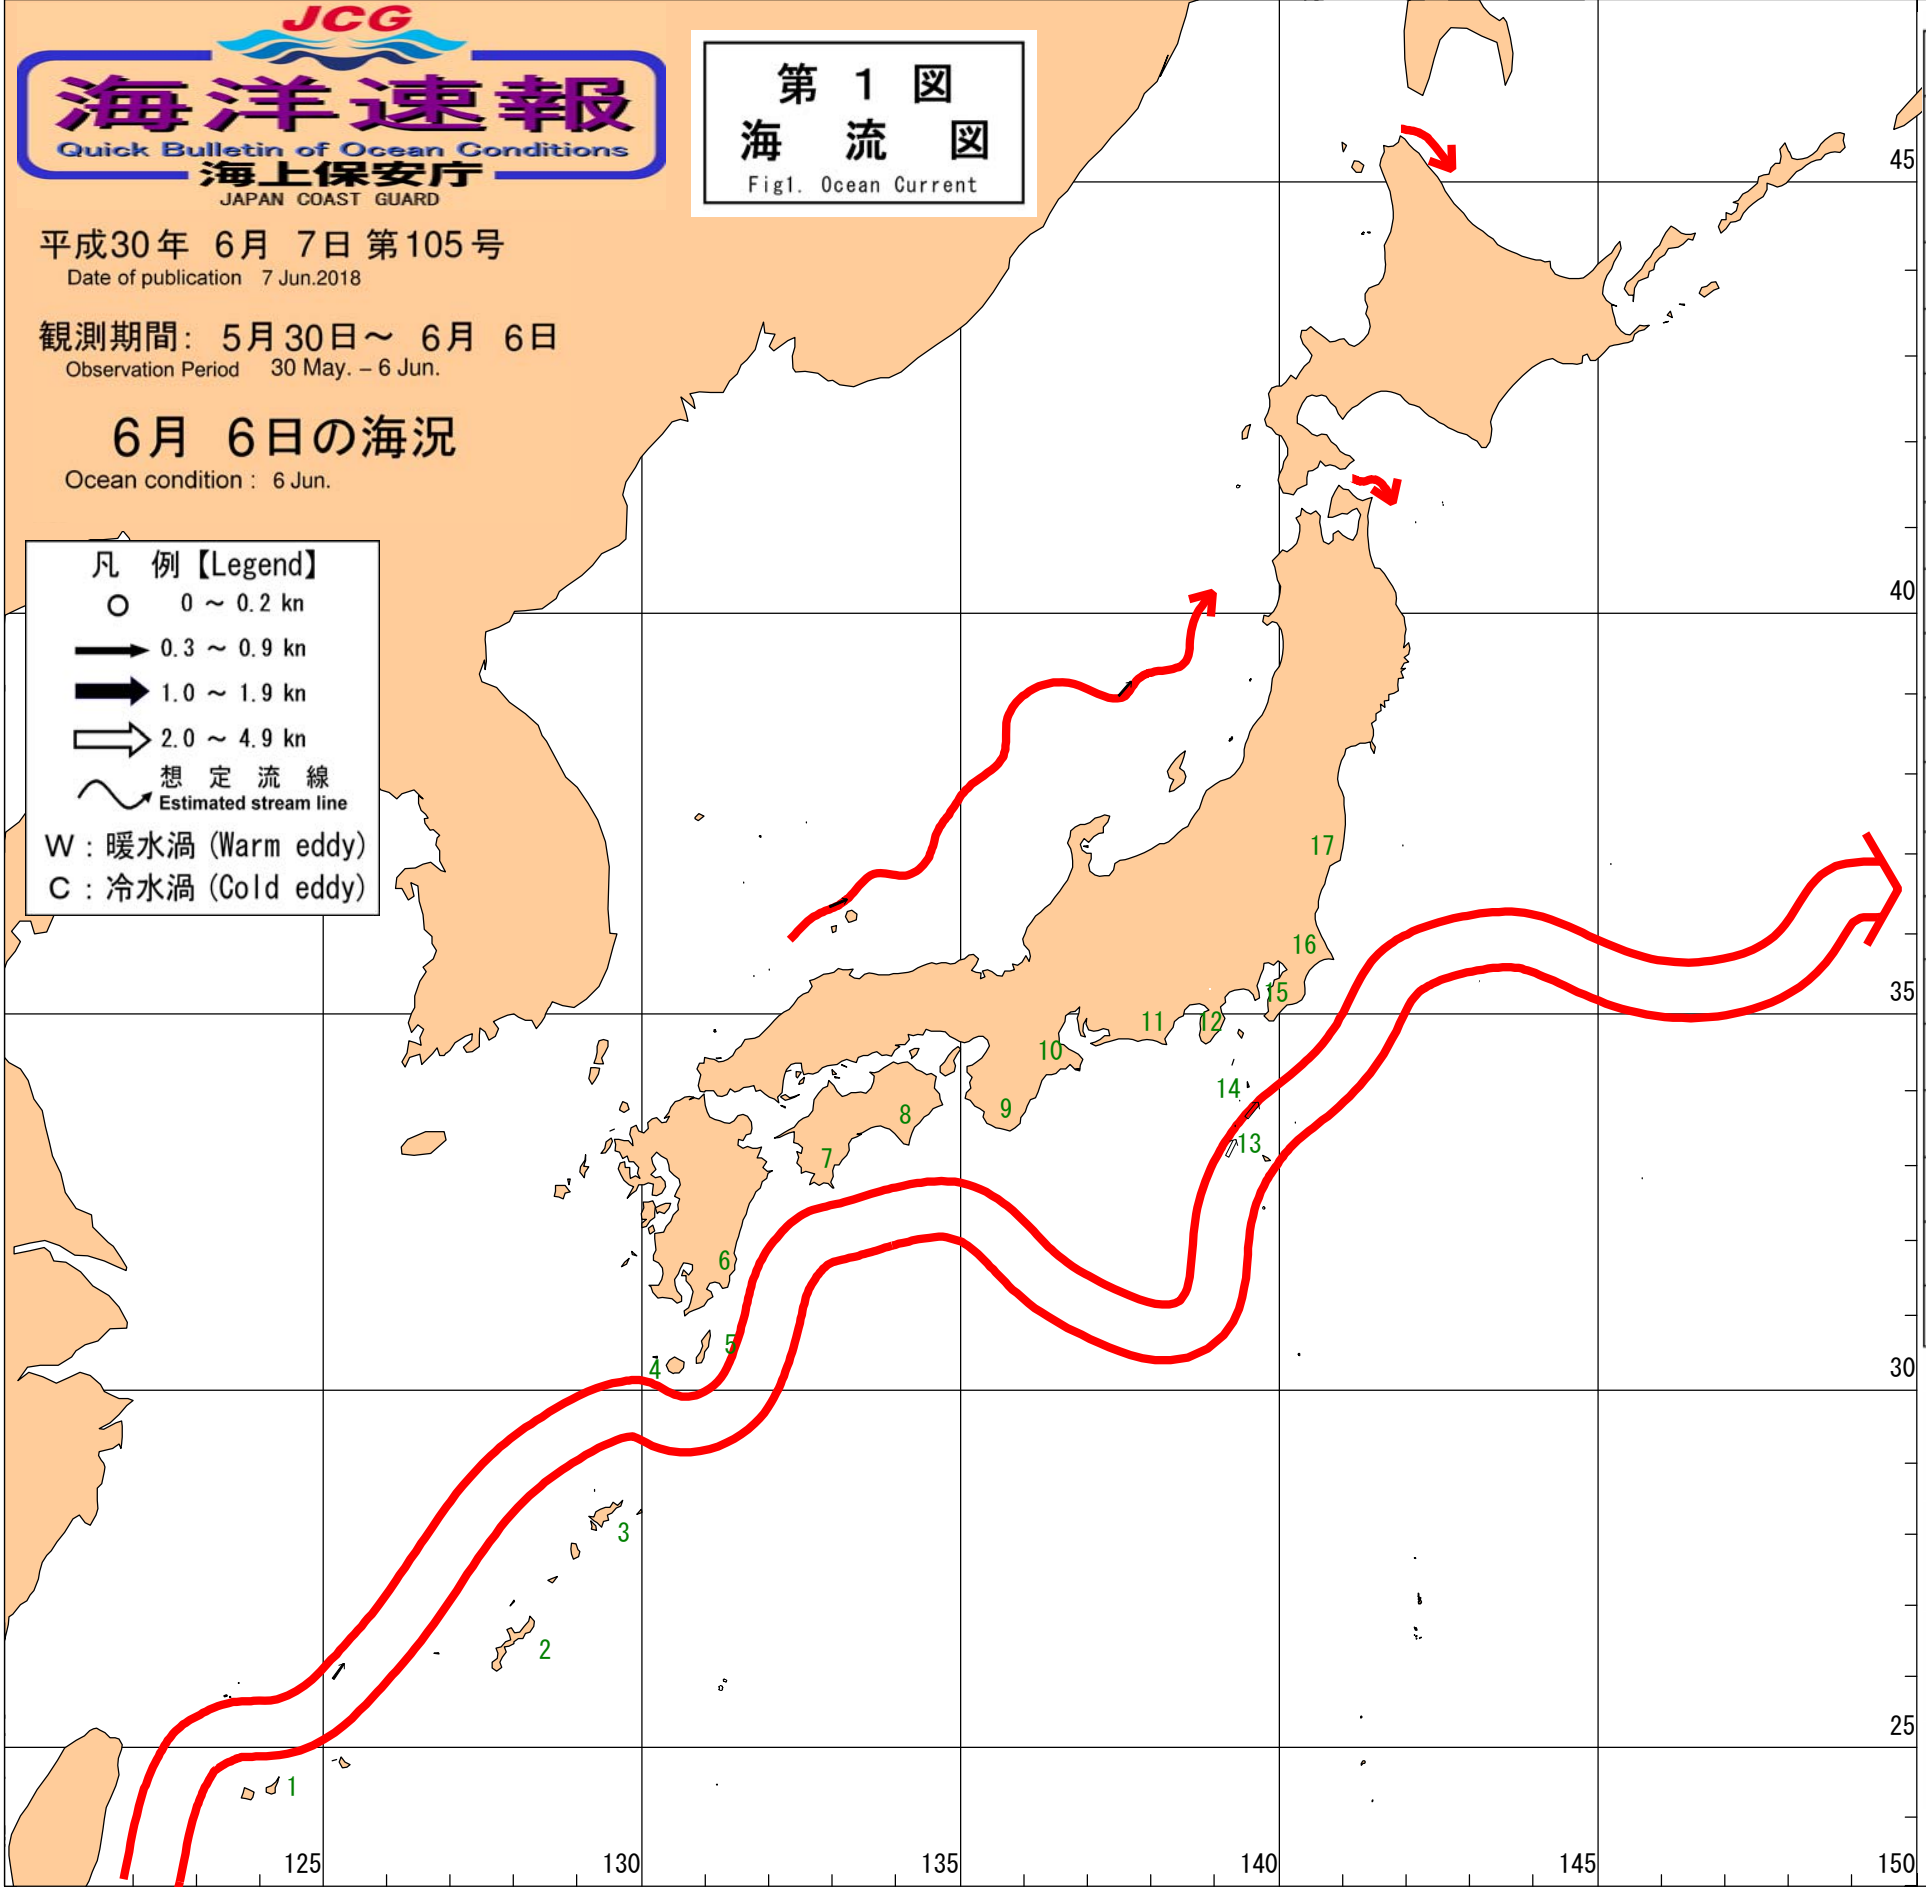 JCG
海洋速報
Quick Bulletin of Ocean Conditions
海上保安庁
JAPAN COAST GUARD
平成30年 6月 7日 第105号
Date of publication 7 Jun.2018
観測期間: 5月30日～ 6月 6日
Observation Period 30 May. – 6 Jun.
6月 6日の海況
Ocean condition : 6 Jun.
第 1 図
海 流 図
Fig1. Ocean Current
凡 例【Legend】
0 ～ 0.2 kn
0.3 ～ 0.9 kn
1.0 ～ 1.9 kn
2.0 ～ 4.9 kn
想 定 流 線
Estimated stream line
W : 暖水渦 (Warm eddy)
C : 冷水渦 (Cold eddy)
45
40
17
16
35
15
12
11
10
14
9
8
13
7
6
5
4
30
3
2
25
1
125
130
135
140
145
150